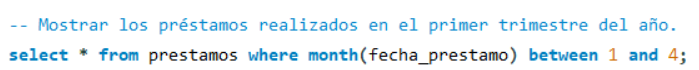 -- Mostrar los préstamos realizados en el primer trimestre del año.
select * from prestamos where month(fecha_prestamo) between 1 and 4;